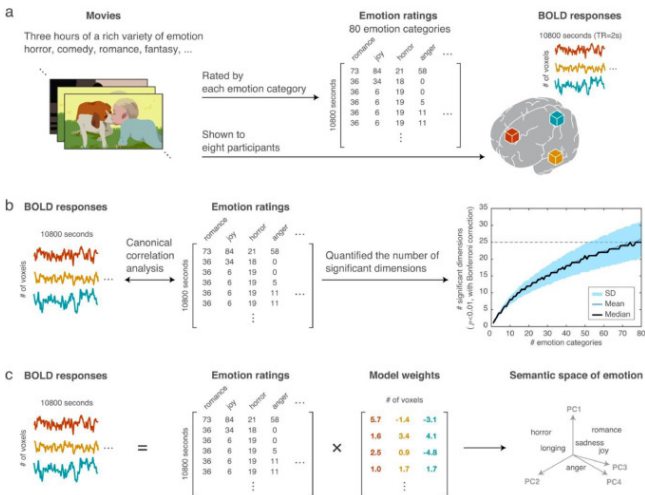 a
Movies
Three hours of a rich variety of emotion
horror, comedy, romance, fantasy, ...
Rated by
each emotion category
Shown to
eight participants
Emotion ratings
80 emotion categories
romance joy horror anger ...
10800 seconds
73 84 21 58
36 34 18 0
36 6 19 0
36 6 19 5
36 6 19 11 ...
36 6 19 11
⋮
BOLD responses
10800 seconds (TR=2s)
# of voxels
...
b
BOLD responses
10800 seconds
# of voxels
...
Canonical
correlation
analysis
Emotion ratings
romance joy horror anger ...
10800 seconds
73 84 21 58
36 34 18 0
36 6 19 0
36 6 19 5
36 6 19 11 ...
36 6 19 11
⋮
Quantified the number of
significant dimensions
# significant dimensions
(p<0.01, with Bonferroni correction)
35
30
25
20
15
10
5
0
0 10 20 30 40 50 60 70 80
# emotion categories
SD
Mean
Median
c
BOLD responses
10800 seconds
# of voxels
...
=
Emotion ratings
romance joy horror anger ...
10800 seconds
73 84 21 58
36 34 18 0
36 6 19 0
36 6 19 5
36 6 19 11 ...
36 6 19 11
⋮
×
Model weights
# of voxels
5.7 -1.4 -3.1
1.6 3.4 4.1
2.5 0.9 -4.8
1.0 1.7 1.7
⋮
Semantic space of emotion
PC1
horror
romance
longing
sadness
joy
anger
PC2
PC3
PC4